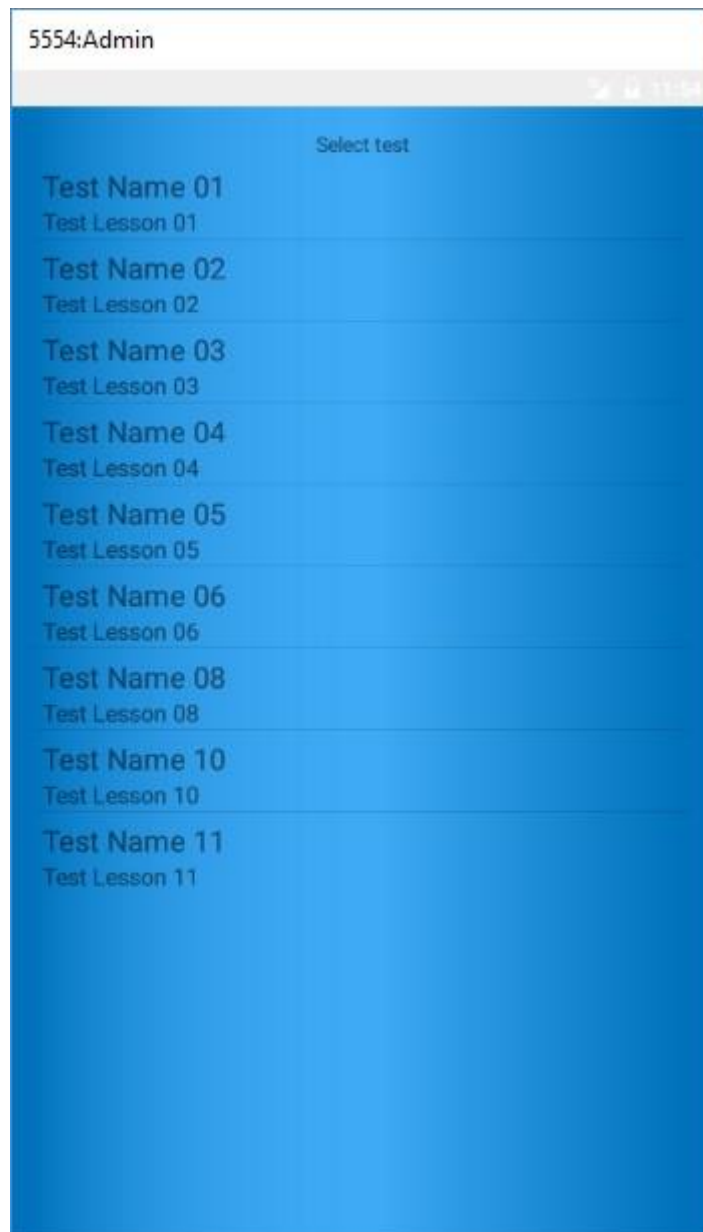 5554:Admin
11:54
Select test
Test Name 01
Test Lesson 01
Test Name 02
Test Lesson 02
Test Name 03
Test Lesson 03
Test Name 04
Test Lesson 04
Test Name 05
Test Lesson 05
Test Name 06
Test Lesson 06
Test Name 08
Test Lesson 08
Test Name 10
Test Lesson 10
Test Name 11
Test Lesson 11